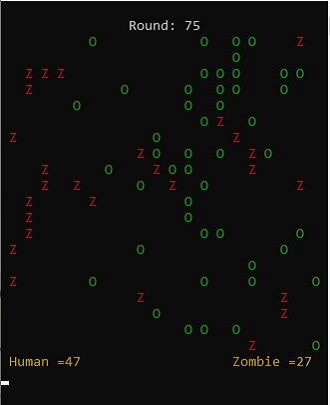 Round: 75
O O O O Z
O
Z Z Z O O O O O
Z O O O O O
O O O
O Z O
Z O Z
Z O O O Z O
Z O Z O O Z
Z Z O Z O Z
Z Z O
Z O
Z O O O
Z O O
O
Z O O O O
Z Z
O Z
O O O
Z O
Human =47 Zombie =27